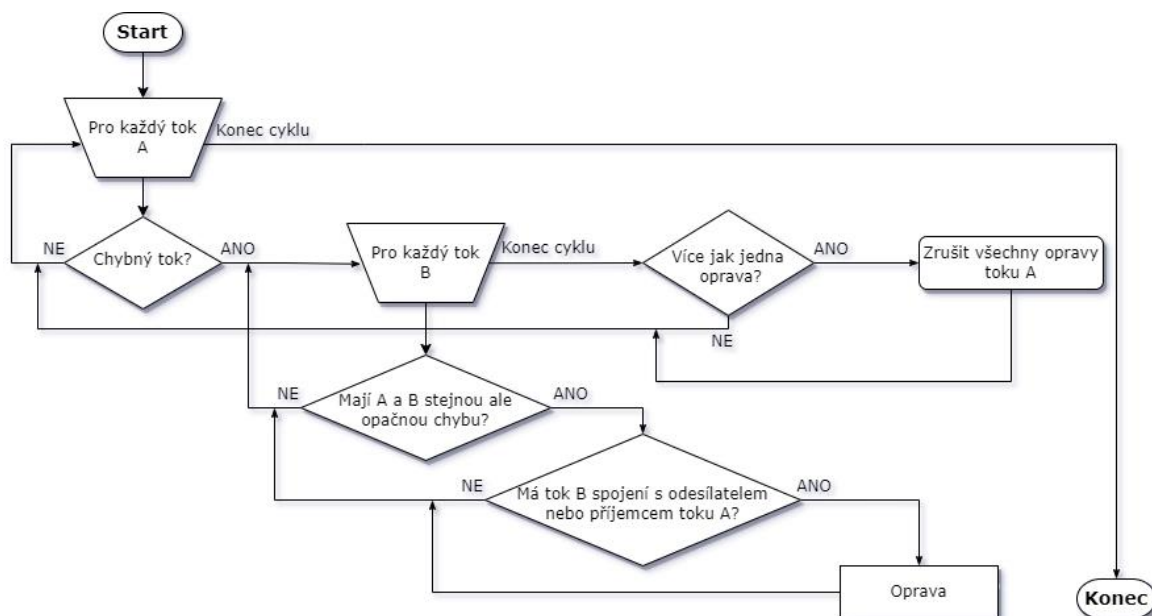 Start
Pro každý tok
A
Konec cyklu
NE
Chybný tok?
ANO
Pro každý tok
B
Konec cyklu
Více jak jedna
oprava?
ANO
Zrušit všechny opravy
toku A
NE
NE
Mají A a B stejnou ale
opačnou chybu?
ANO
NE
Má tok B spojení s odesílatelem
nebo příjemcem toku A?
ANO
Oprava
Konec